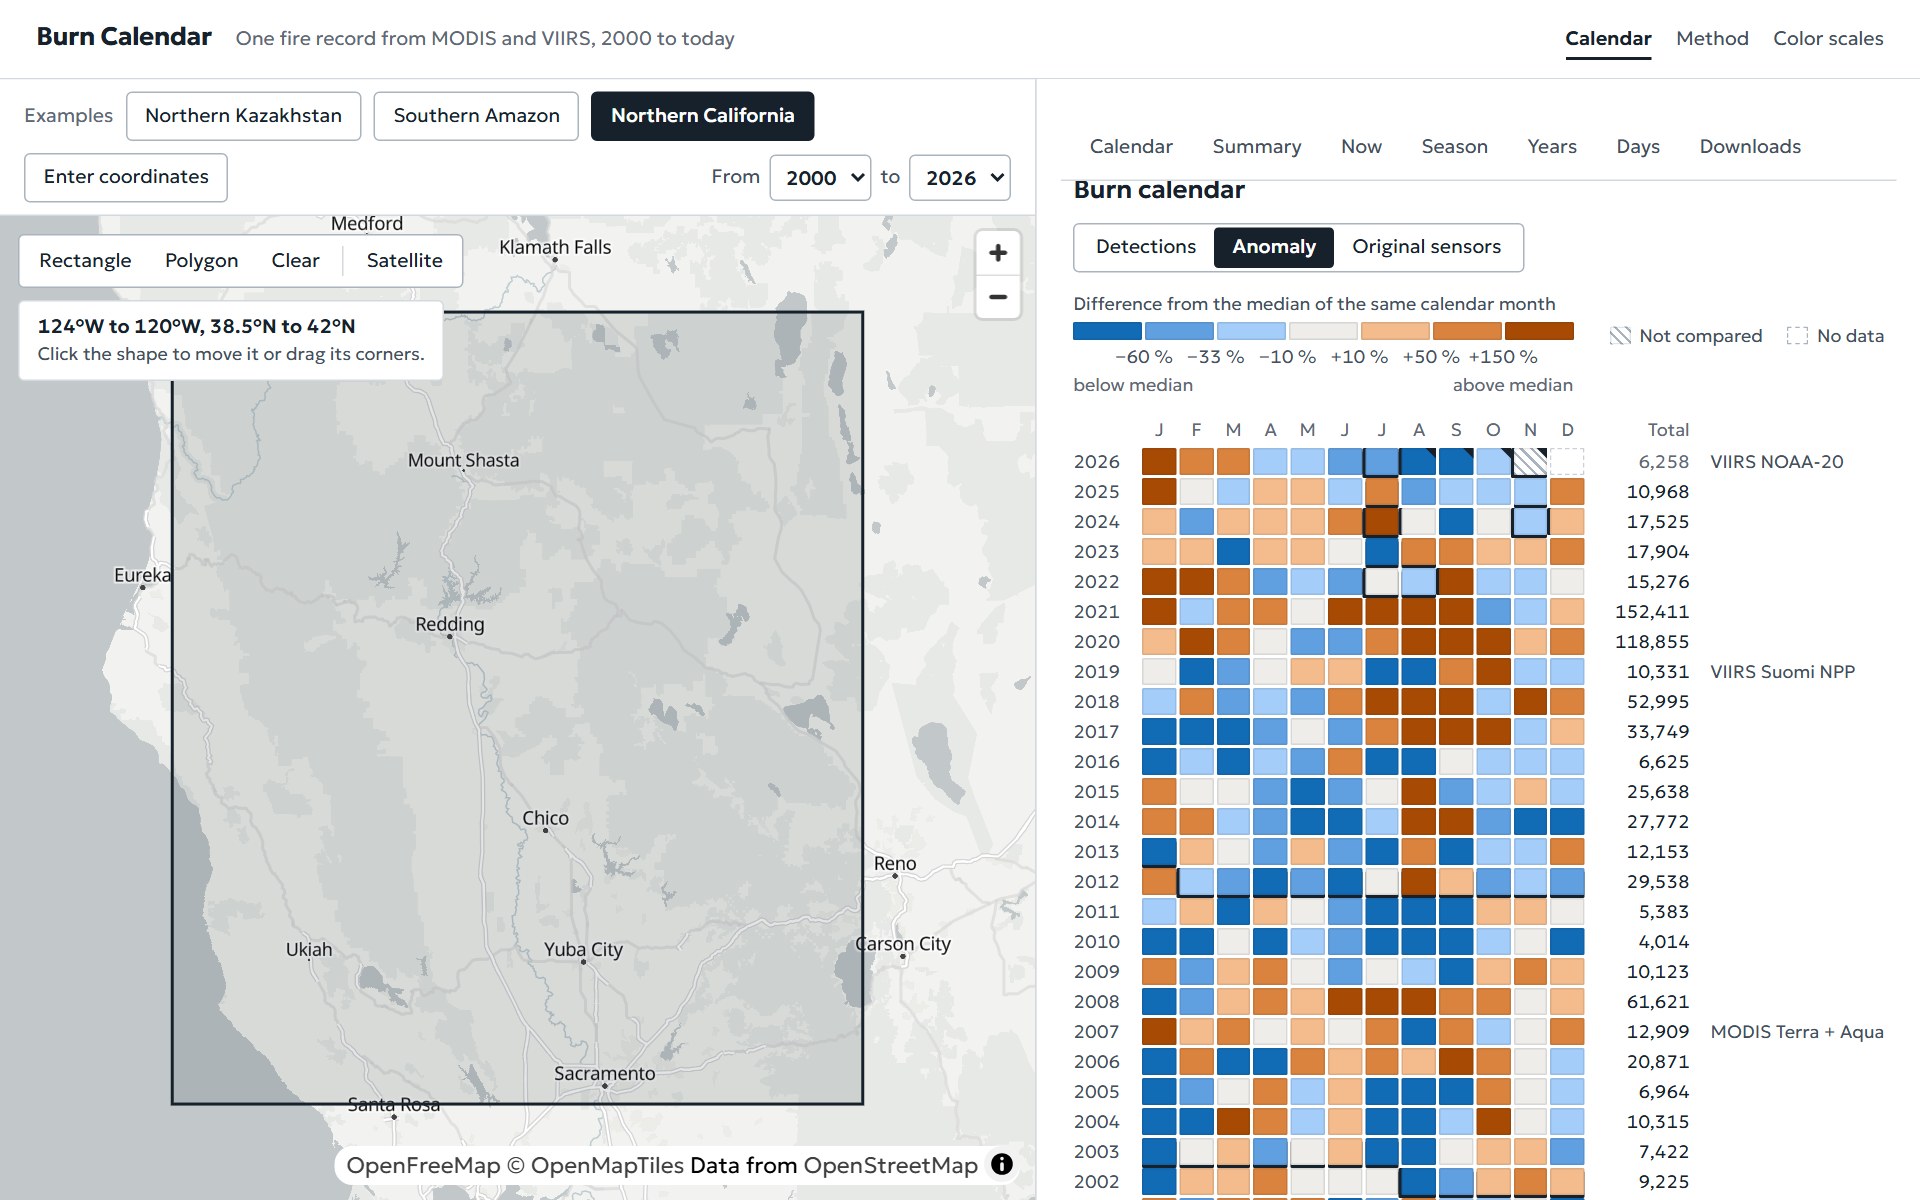 Burn Calendar One fire record from MODIS and VIIRS, 2000 to today
Calendar Method Color scales
Examples Northern Kazakhstan Southern Amazon Northern California
Enter coordinates From 2000 to 2026
Rectangle Polygon Clear Satellite
124°W to 120°W, 38.5°N to 42°N
Click the shape to move it or drag its corners.
+
−
Medford
Klamath Falls
Mount Shasta
Eureka
Redding
Chico
Reno
Ukiah
Yuba City
Carson City
Sacramento
Santa Rosa
OpenFreeMap © OpenMapTiles Data from OpenStreetMap
Calendar Summary Now Season Years Days Downloads
Burn calendar
Detections Anomaly Original sensors
Difference from the median of the same calendar month
−60 % −33 % −10 % +10 % +50 % +150 %
below median above median
Not compared No data
J F M A M J J A S O N D Total
2026 6,258 VIIRS NOAA-20
2025 10,968
2024 17,525
2023 17,904
2022 15,276
2021 152,411
2020 118,855
2019 10,331 VIIRS Suomi NPP
2018 52,995
2017 33,749
2016 6,625
2015 25,638
2014 27,772
2013 12,153
2012 29,538
2011 5,383
2010 4,014
2009 10,123
2008 61,621
2007 12,909 MODIS Terra + Aqua
2006 20,871
2005 6,964
2004 10,315
2003 7,422
2002 9,225